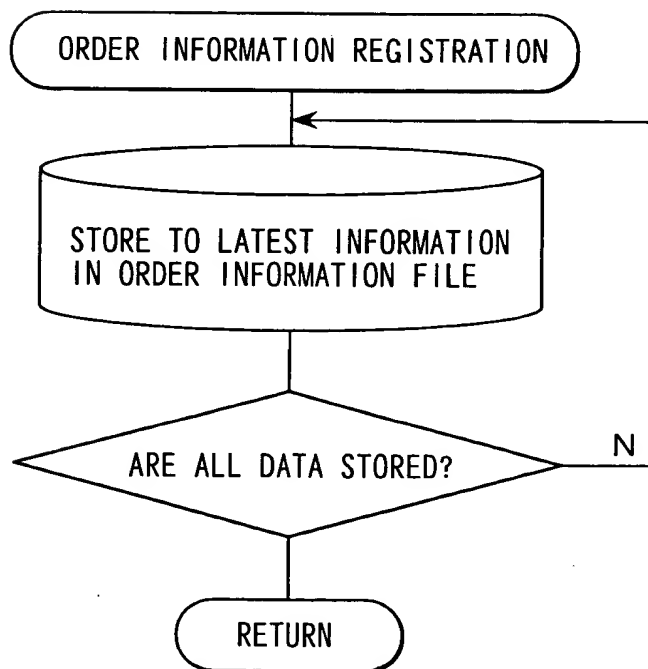 ORDER INFORMATION REGISTRATION
STORE TO LATEST INFORMATION
IN ORDER INFORMATION FILE
ARE ALL DATA STORED?
N
RETURN